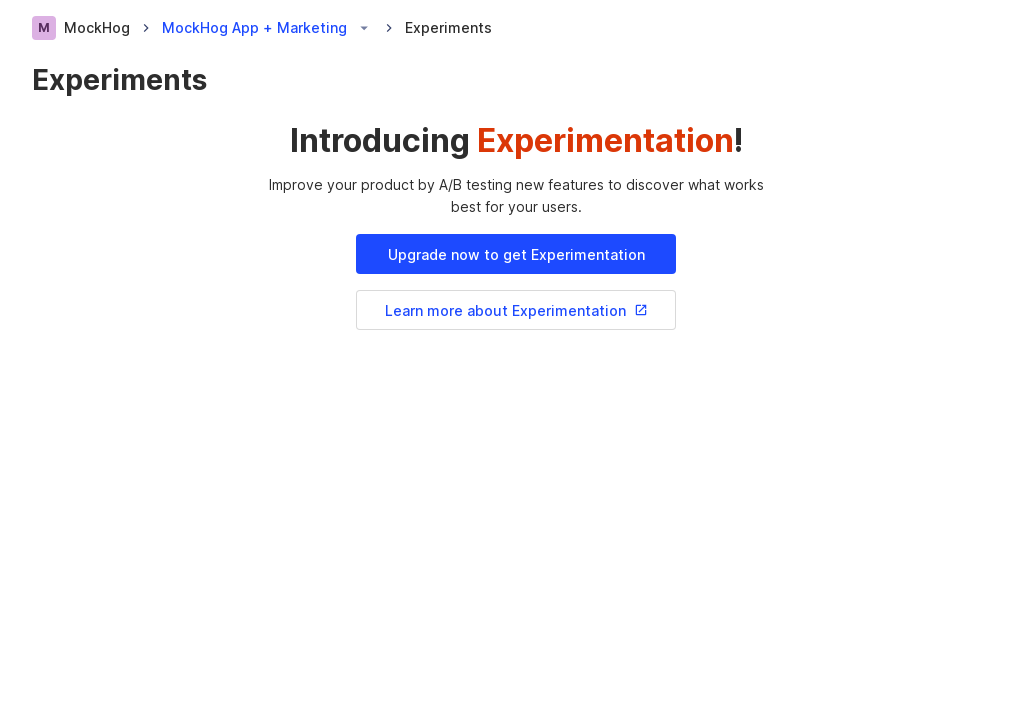 M MockHog MockHog App + Marketing Experiments
Experiments
Introducing Experimentation!
Improve your product by A/B testing new features to discover what works
best for your users.
Upgrade now to get Experimentation
Learn more about Experimentation